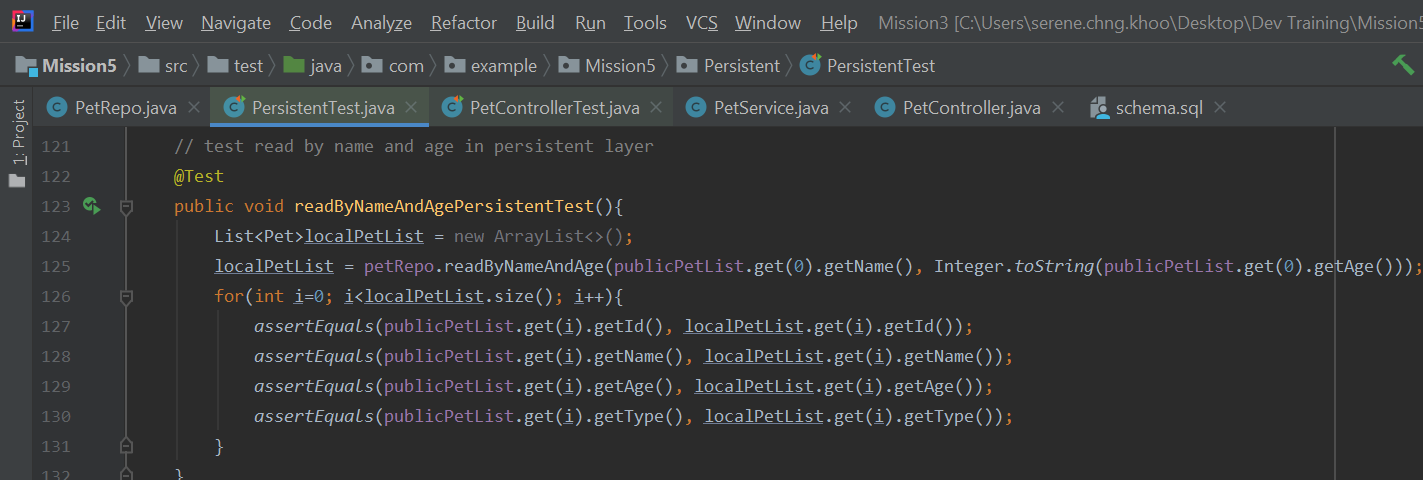 File Edit View Navigate Code Analyze Refactor Build Run Tools VCS Window Help Mission3 [C:\Users\serene.chng.khoo\Desktop\Dev Training\Mission5
Mission5 src test java com example Mission5 Persistent PersistentTest
PetRepo.java PersistentTest.java PetControllerTest.java PetService.java PetController.java schema.sql
1: Project
121 // test read by name and age in persistent layer
122 @Test
123 public void readByNameAndAgePersistentTest(){
124 List<Pet>localPetList = new ArrayList<>();
125 localPetList = petRepo.readByNameAndAge(publicPetList.get(0).getName(), Integer.toString(publicPetList.get(0).getAge()));
126 for(int i=0; i<localPetList.size(); i++){
127 assertEquals(publicPetList.get(i).getId(), localPetList.get(i).getId());
128 assertEquals(publicPetList.get(i).getName(), localPetList.get(i).getName());
129 assertEquals(publicPetList.get(i).getAge(), localPetList.get(i).getAge());
130 assertEquals(publicPetList.get(i).getType(), localPetList.get(i).getType());
131 }
132 }